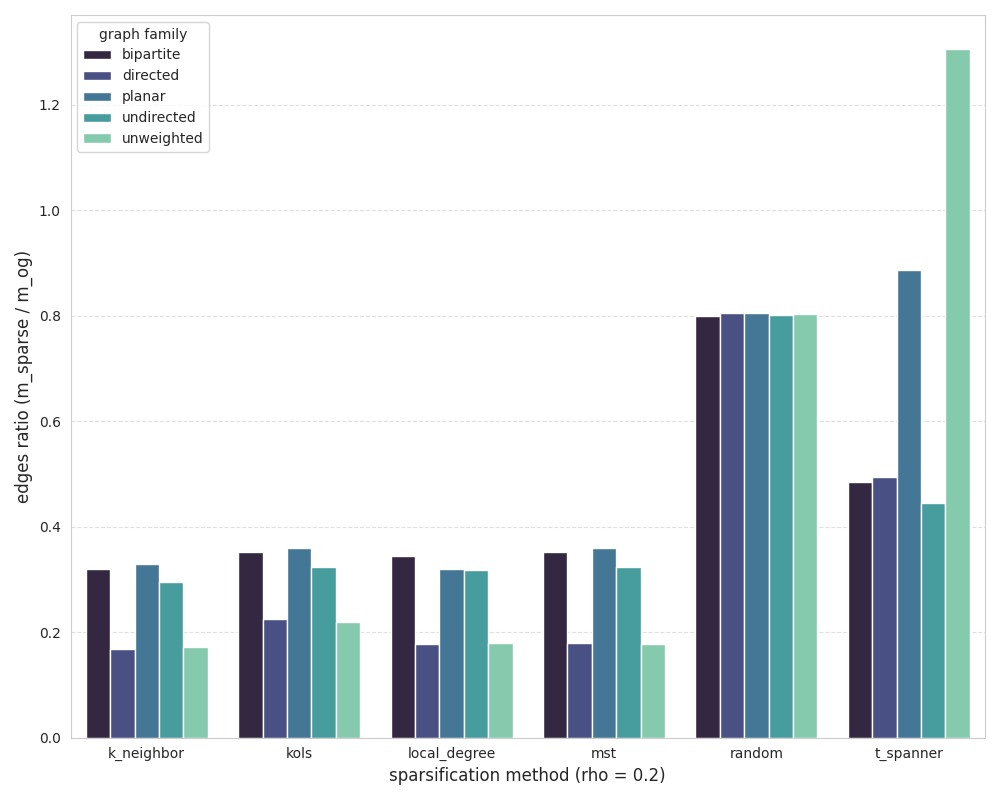 graph family
bipartite
directed
planar
undirected
unweighted
edges ratio (m_sparse / m_og)
1.2
1.0
0.8
0.6
0.4
0.2
0.0
k_neighbor kols local_degree mst random t_spanner
sparsification method (rho = 0.2)